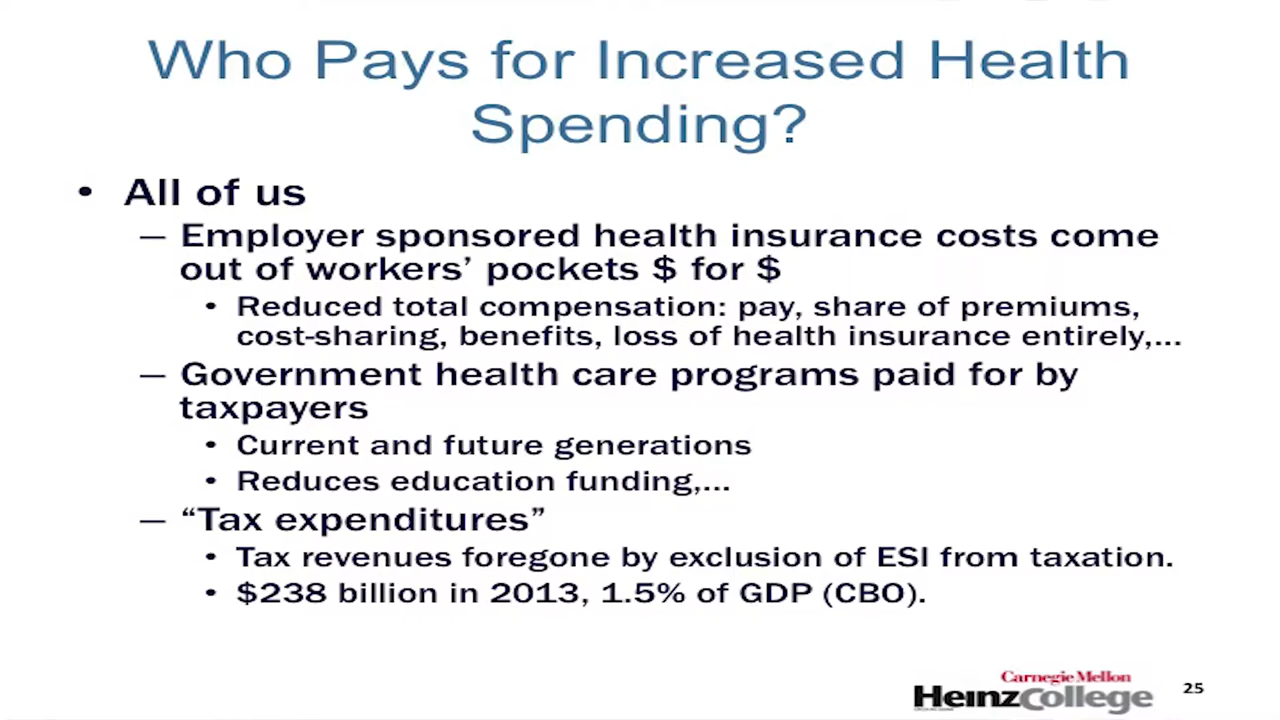 Who Pays for Increased Health
Spending?
• All of us
— Employer sponsored health insurance costs come
out of workers’ pockets $ for $
• Reduced total compensation: pay, share of premiums,
cost-sharing, benefits, loss of health insurance entirely,...
— Government health care programs paid for by
taxpayers
• Current and future generations
• Reduces education funding,...
— “Tax expenditures”
• Tax revenues foregone by exclusion of ESI from taxation.
• $238 billion in 2013, 1.5% of GDP (CBO).
Carnegie Mellon
HeinzCollege
25